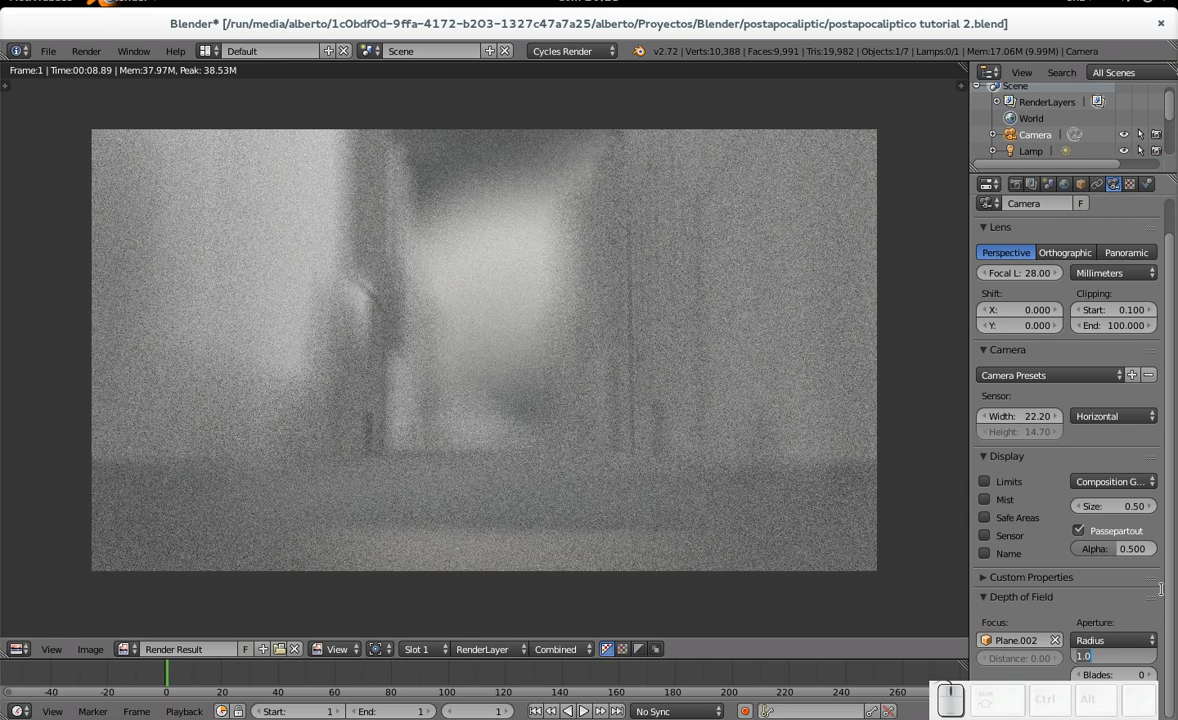 Blender* [/run/media/alberto/1c0bdf0d-9ffa-4172-b203-1327c47a7a25/alberto/Proyectos/Blender/postapocaliptic/postapocaliptico tutorial 2.blend]
File Render Window Help Default Scene Cycles Render v2.72 | Verts:10,388 | Faces:9,991 | Tris:19,982 | Objects:1/7 | Lamps:0/1 | Mem:17.06M (9.99M) | Camera
Frame:1 | Time:00:08.89 | Mem:37.97M, Peak: 38.53M
View Search All Scenes
Scene
RenderLayers
World
Camera
Lamp
Camera F
Lens
Perspective Orthographic Panoramic
Focal L: 28.00 Millimeters
Shift: Clipping:
X: 0.000 Start: 0.100
Y: 0.000 End: 100.000
Camera
Camera Presets
Sensor:
Width: 22.20 Horizontal
Height: 14.70
Display
Limits Composition G...
Mist Size: 0.50
Safe Areas
Sensor Passepartout
Name Alpha: 0.500
Custom Properties
Depth of Field
Focus: Aperture:
Plane.002 Radius
Distance: 0.00 1.0
Blades: 0
View Image Render Result F View Slot 1 RenderLayer Combined
-40 -20 0 20 40 60 80 100 120 140 160 180 200 220 240 260
View Marker Frame Playback Start: 1 End: 1 1 No Sync
Shift Ctrl Alt